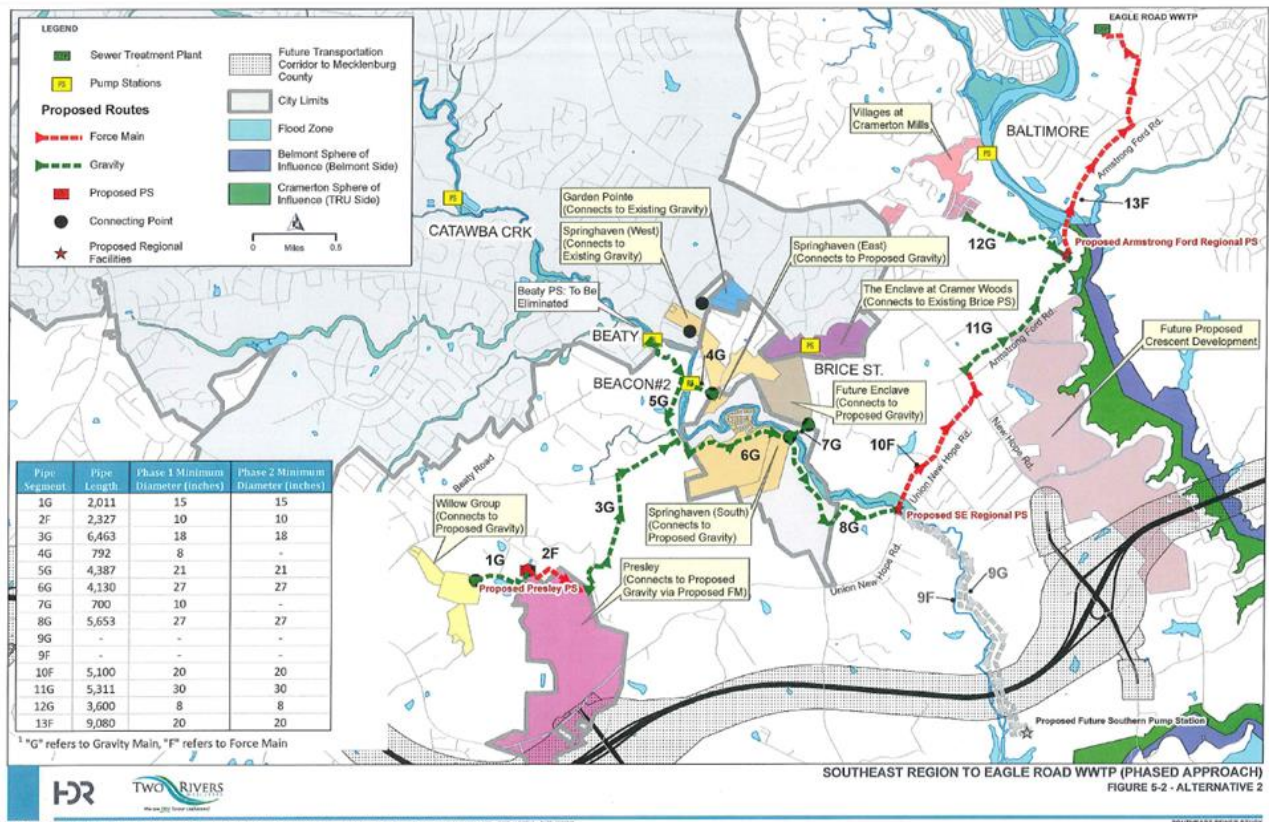 LEGEND
STP
Sewer Treatment Plant
PS
Pump Stations
Proposed Routes
Force Main
Gravity
Proposed PS
Connecting Point
Proposed Regional
Facilities
Future Transportation
Corridor to Mecklenburg
County
City Limits
Flood Zone
Belmont Sphere of
Influence (Belmont Side)
Cramerton Sphere of
Influence (TRU Side)
0
Miles
0.5
EAGLE ROAD WWTP
Villages at
Cramerton Mills
BALTIMORE
PS
Armstrong Ford Rd.
13F
12G
Proposed Armstrong Ford Regional PS
PS
CATAWBA CRK
Garden Pointe
(Connects to Existing Gravity)
Springhaven (West)
(Connects to
Existing Gravity)
Springhaven (East)
(Connects to Proposed Gravity)
Beaty PS: To Be
Eliminated
The Enclave at Cramer Woods
(Connects to Existing Brice PS)
BEATY
4G
PS
BRICE ST.
BEACON#2
5G
11G
Armstrong Ford Rd.
Future Proposed
Crescent Development
Future Enclave
(Connects to
Proposed Gravity)
7G
6G
10F
Union New Hope Rd.
New Hope Rd.
Beaty Road
3G
Willow Group
(Connects to
Proposed Gravity)
Springhaven (South)
(Connects to
Proposed Gravity)
8G
Proposed SE Regional PS
Union New Hope Rd.
1G
2F
Proposed Presley PS
Presley
(Connects to Proposed
Gravity via Proposed FM)
9G
9F
Proposed Future Southern Pump Station
Pipe Segment Pipe Length Phase 1 Minimum Diameter (inches) Phase 2 Minimum Diameter (inches)
1G 2,011 15 15
2F 2,327 10 10
3G 6,463 18 18
4G 792 8 -
5G 4,387 21 21
6G 4,130 27 27
7G 700 10 -
8G 5,653 27 27
9G - - -
9F - - -
10F 5,100 20 20
11G 5,311 30 30
12G 3,600 8 8
13F 9,080 20 20
1 "G" refers to Gravity Main, "F" refers to Force Main
HDR
TWO RIVERS
SOUTHEAST REGION TO EAGLE ROAD WWTP (PHASED APPROACH)
FIGURE 5-2 - ALTERNATIVE 2